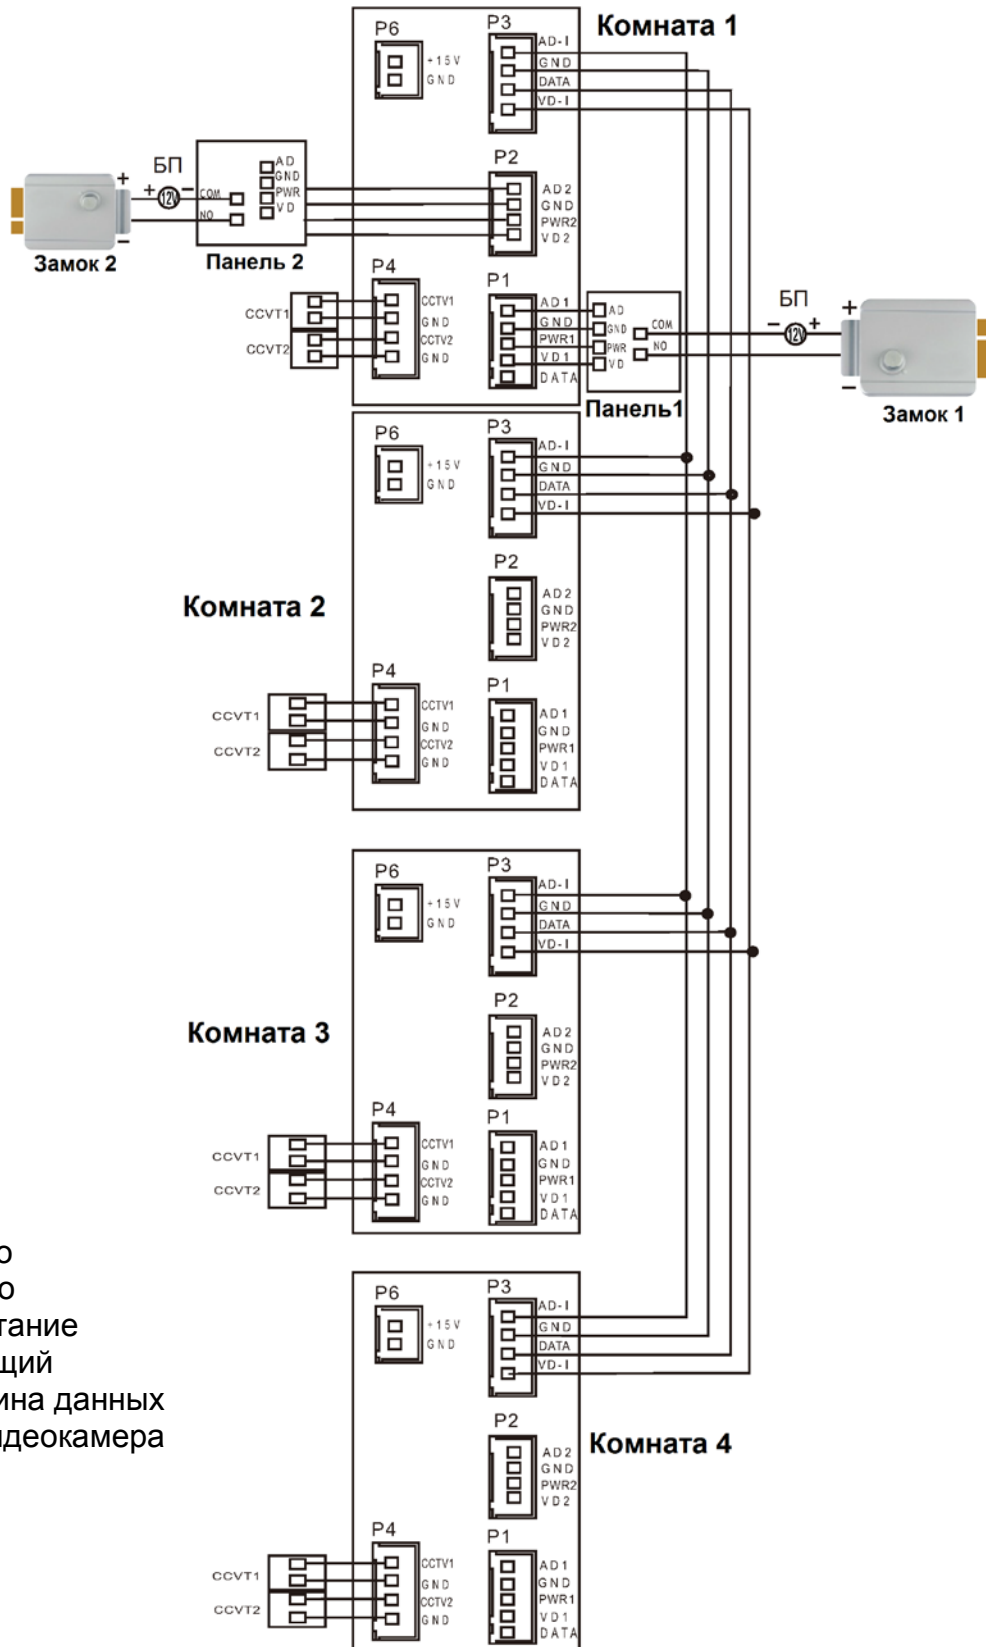 Комната 1
P6
+15V
GND
P3
AD-I
GND
DATA
VD-I
P2
AD2
GND
PWR2
VD2
БП
+
+
12V
−
−
COM
NO
AD
GND
PWR
VD
Замок 2
Панель 2
P4
CCTV1
GND
CCTV2
GND
CCVT1
CCVT2
P1
AD1
GND
PWR1
VD1
DATA
AD
GND
PWR
VD
COM
NO
Панель1
БП
−
12V
+
+
−
Замок 1
Комната 2
P6
+15V
GND
P3
AD-I
GND
DATA
VD-I
P2
AD2
GND
PWR2
VD2
P4
CCTV1
GND
CCTV2
GND
CCVT1
CCVT2
P1
AD1
GND
PWR1
VD1
DATA
Комната 3
P6
+15V
GND
P3
AD-I
GND
DATA
VD-I
P2
AD2
GND
PWR2
VD2
P4
CCTV1
GND
CCTV2
GND
CCVT1
CCVT2
P1
AD1
GND
PWR1
VD1
DATA
о
о
тание
щий
ина данных
идеокамера
Комната 4
P6
+15V
GND
P3
AD-I
GND
DATA
VD-I
P2
AD2
GND
PWR2
VD2
P4
CCTV1
GND
CCTV2
GND
CCVT1
CCVT2
P1
AD1
GND
PWR1
VD1
DATA